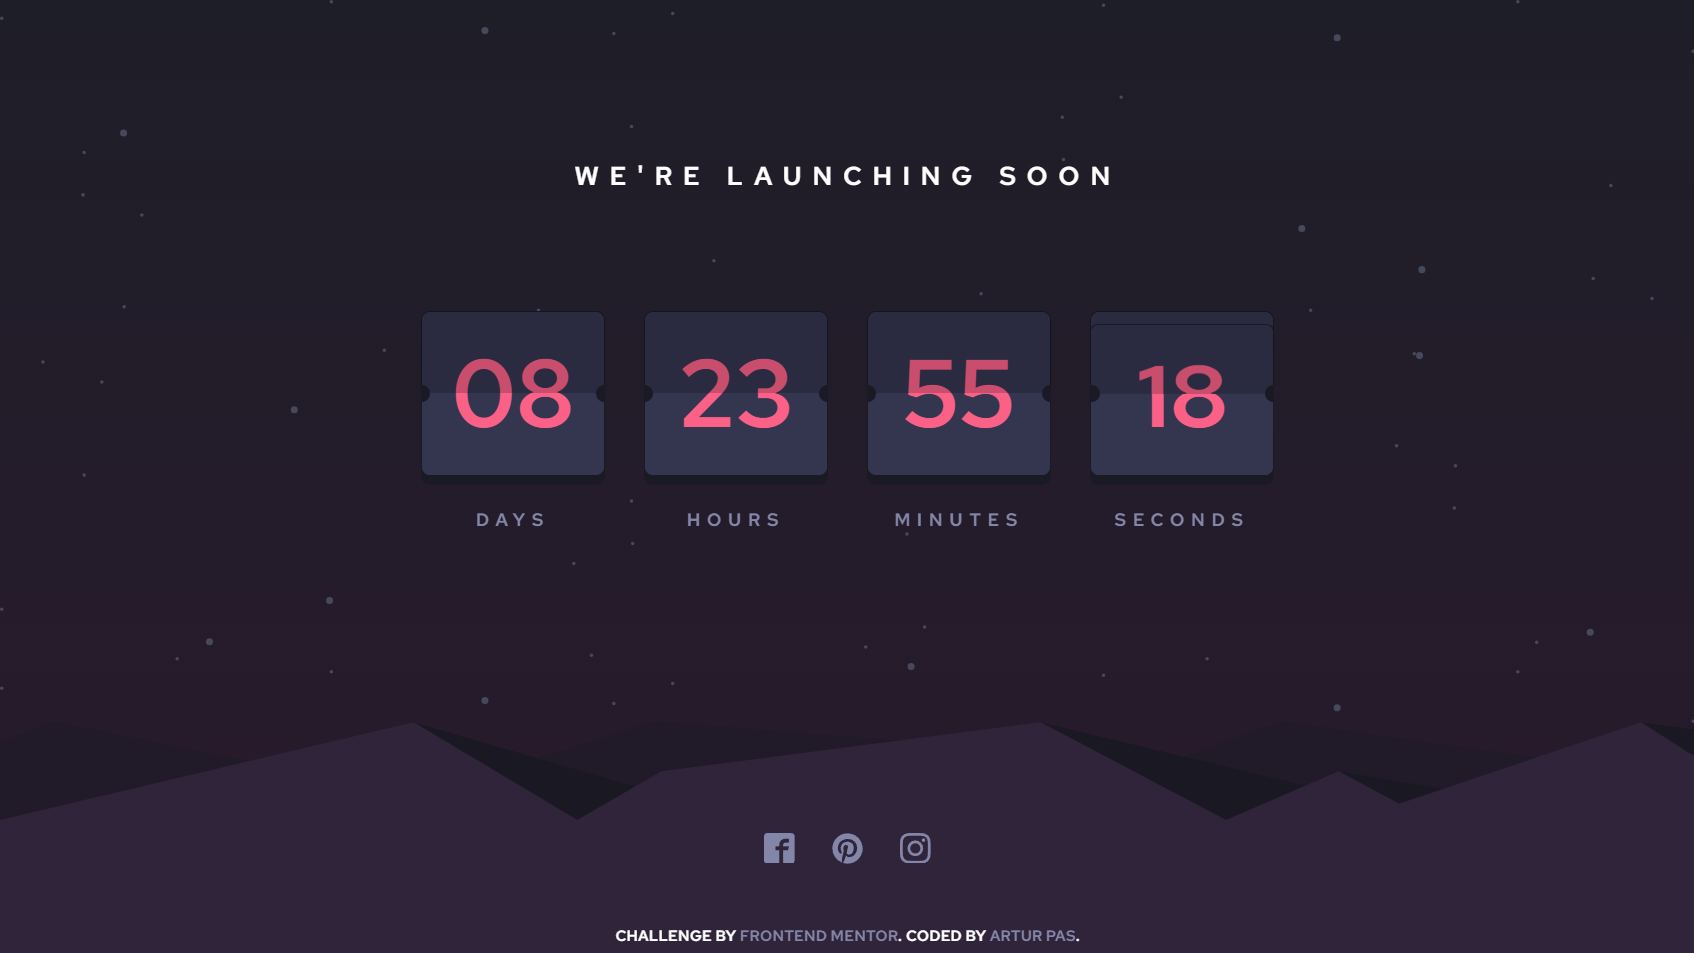 WE'RE LAUNCHING SOON
08 23 55 18
DAYS HOURS MINUTES SECONDS
CHALLENGE BY FRONTEND MENTOR. CODED BY ARTUR PAS.